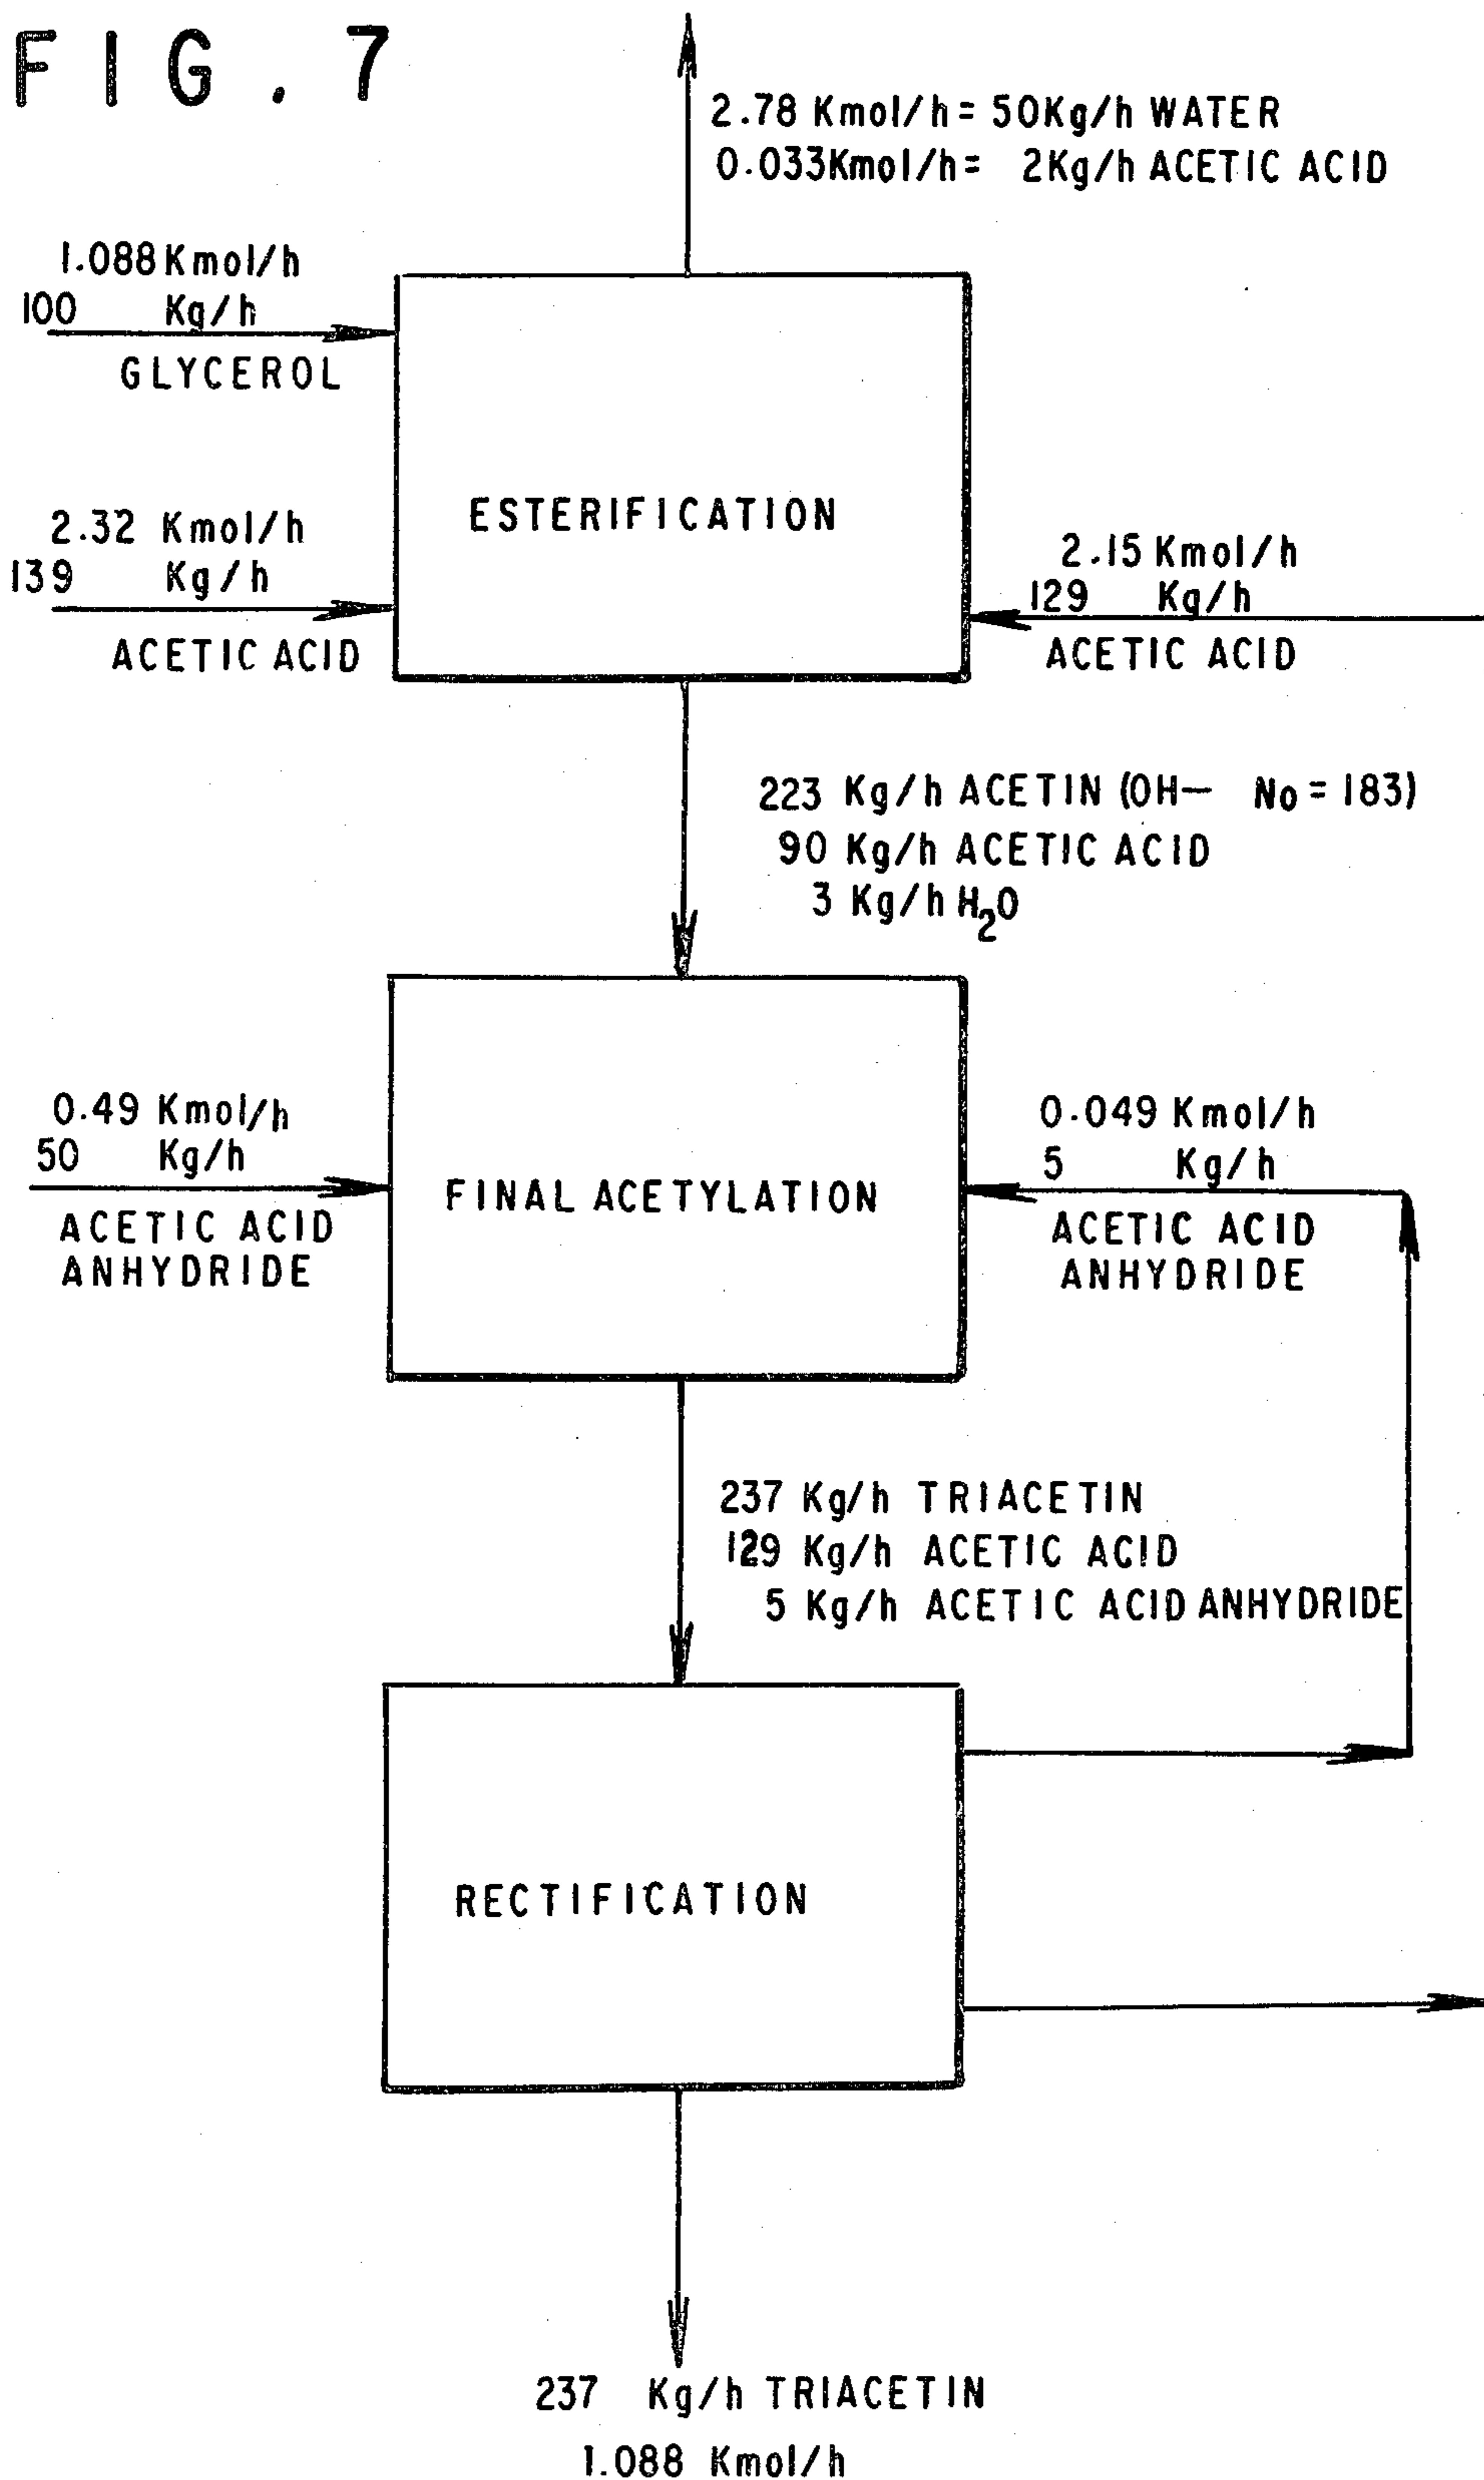 FIG. 7
2.78 Kmol/h = 50Kg/h WATER
0.033Kmol/h = 2Kg/h ACETIC ACID
1.088 Kmol/h
100 Kg/h
GLYCEROL
ESTERIFICATION
2.32 Kmol/h
139 Kg/h
ACETIC ACID
2.15 Kmol/h
129 Kg/h
ACETIC ACID
223 Kg/h ACETIN (OH— No = 183)
90 Kg/h ACETIC ACID
3 Kg/h H₂O
0.49 Kmol/h
50 Kg/h
ACETIC ACID
ANHYDRIDE
FINAL ACETYLATION
0.049 Kmol/h
5 Kg/h
ACETIC ACID
ANHYDRIDE
237 Kg/h TRIACETIN
129 Kg/h ACETIC ACID
5 Kg/h ACETIC ACID ANHYDRIDE
RECTIFICATION
237 Kg/h TRIACETIN
1.088 Kmol/h